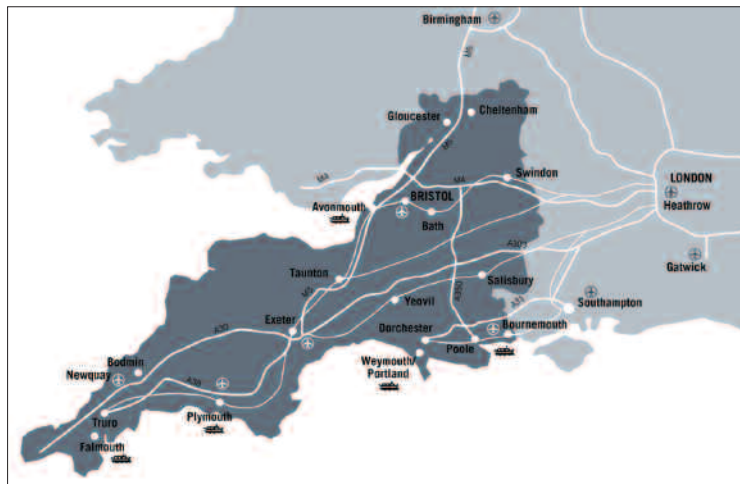 Birmingham
M5
Cheltenham
Gloucester
M5
M4
M4
Swindon
LONDON
Heathrow
Avonmouth
BRISTOL
Bath
A303
Gatwick
Taunton
M5
Salisbury
A350
Yeovil
A31
Southampton
Exeter
Dorchester
Bournemouth
A30
Poole
Weymouth/
Portland
Bodmin
Newquay
A38
Truro
Plymouth
Falmouth